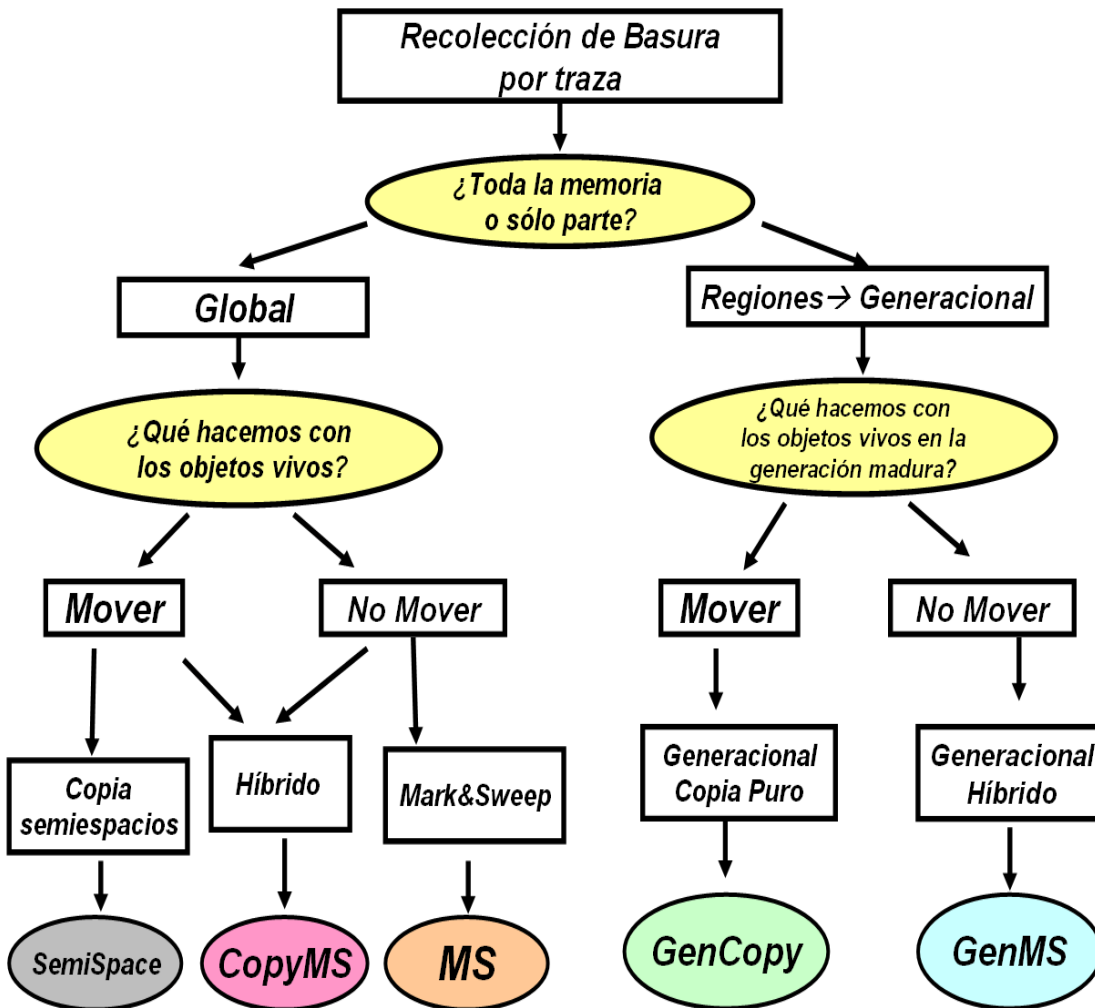 Recolección de Basura
por traza
¿Toda la memoria
o sólo parte?
Global
Regiones→ Generacional
¿Qué hacemos con
los objetos vivos?
¿Qué hacemos con
los objetos vivos en la
generación madura?
Mover
No Mover
Mover
No Mover
Copia
semiespacios
Híbrido
Mark&Sweep
Generacional
Copia Puro
Generacional
Híbrido
SemiSpace
CopyMS
MS
GenCopy
GenMS